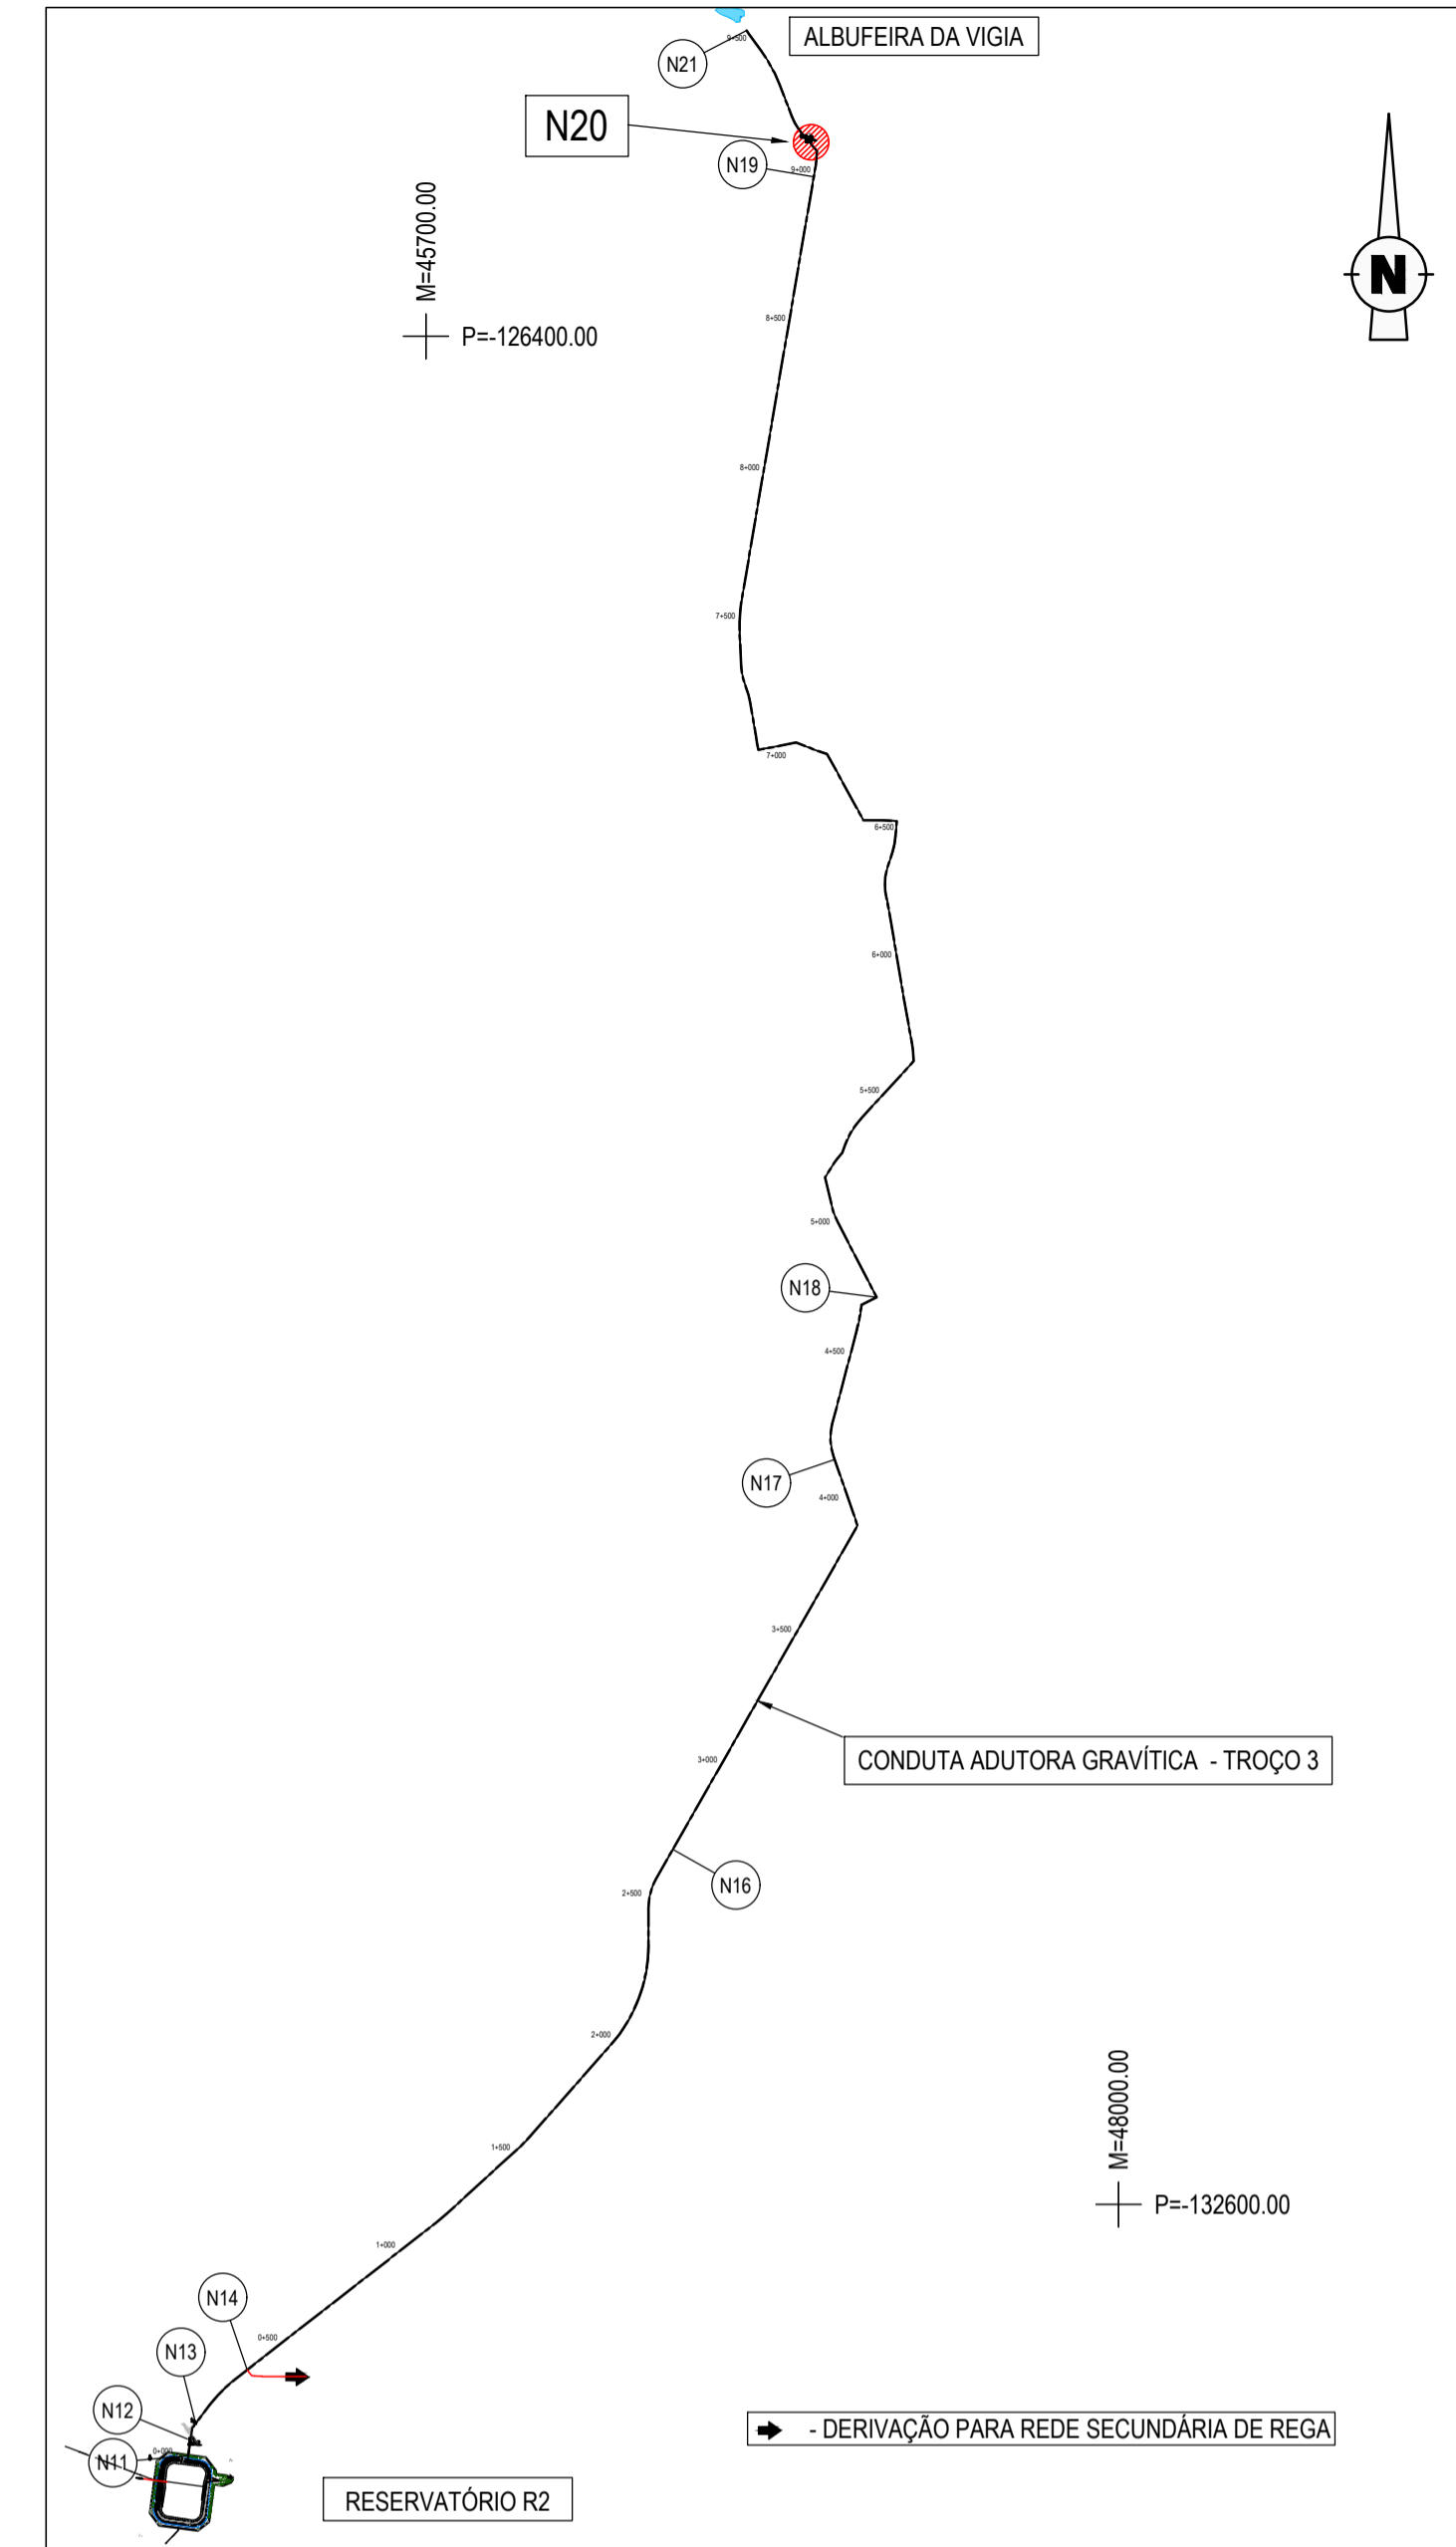 ALBUFEIRA DA VIGIA
9+500
N21
N20
N19
9+000
M=45700.00
P=-126400.00
N
8+500
8+000
7+500
7+000
6+500
6+000
5+500
5+000
N18
4+500
N17
4+000
3+500
CONDUTA ADUTORA GRAVÍTICA - TROÇO 3
3+000
N16
2+500
2+000
M=48000.00
1+500
P=-132600.00
1+000
N14
0+500
N13
N12
- DERIVAÇÃO PARA REDE SECUNDÁRIA DE REGA
0+000
N11
RESERVATÓRIO R2